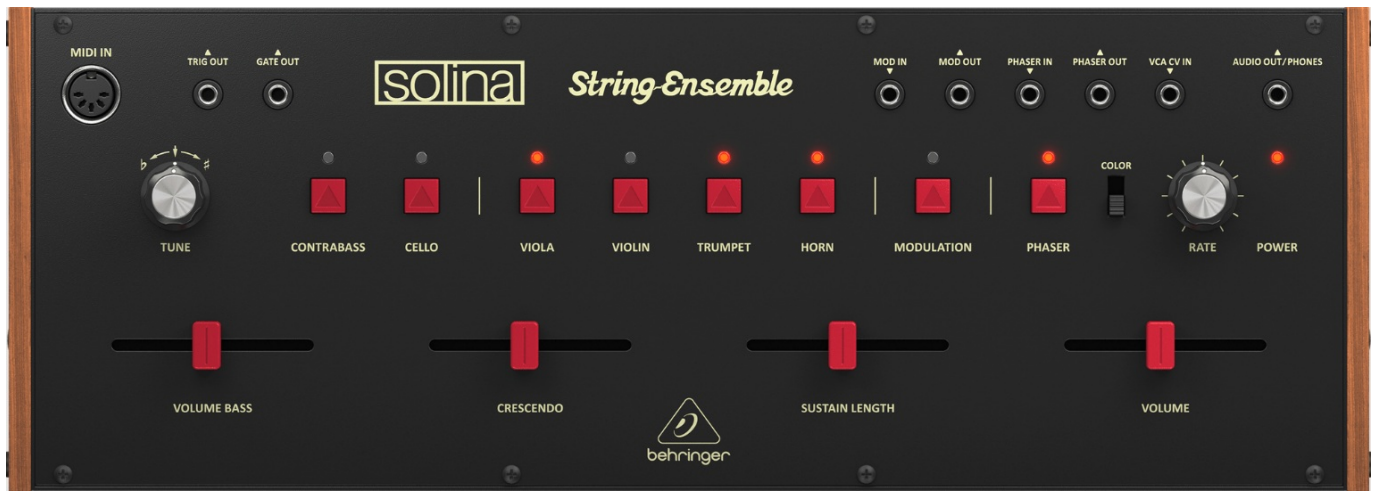 MIDI IN
TRIG OUT
GATE OUT
solina
String-Ensemble
MOD IN
MOD OUT
PHASER IN
PHASER OUT
VCA CV IN
AUDIO OUT/PHONES
♭
♯
COLOR
TUNE
CONTRABASS
CELLO
VIOLA
VIOLIN
TRUMPET
HORN
MODULATION
PHASER
RATE
POWER
VOLUME BASS
CRESCENDO
SUSTAIN LENGTH
VOLUME
behringer